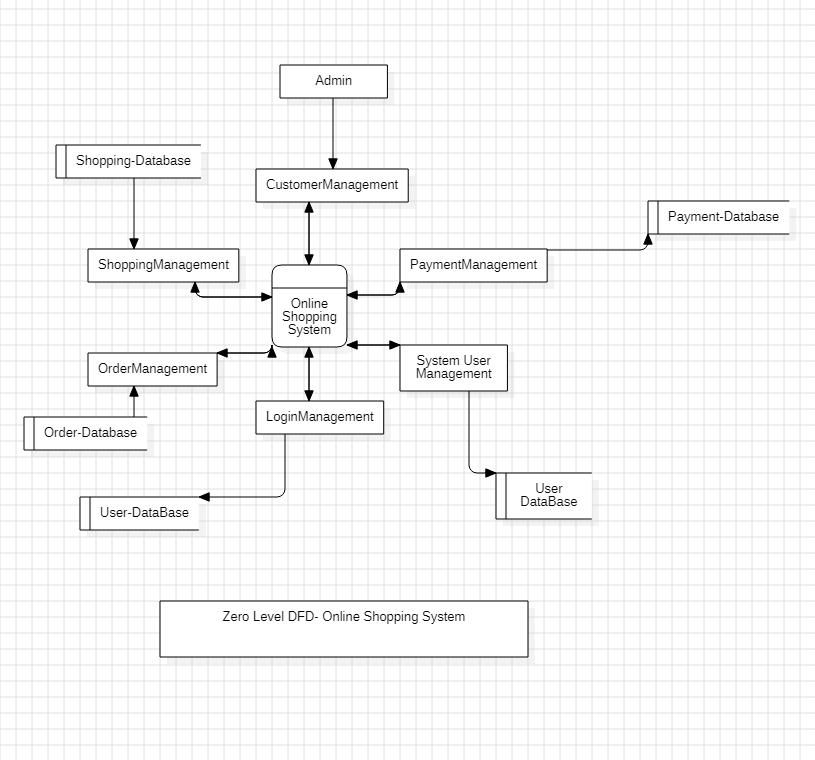 Admin
Shopping-Database
CustomerManagement
Payment-Database
ShoppingManagement
PaymentManagement
Online
Shopping
System
OrderManagement
System User
Management
LoginManagement
Order-Database
User-DataBase
User
DataBase
Zero Level DFD- Online Shopping System